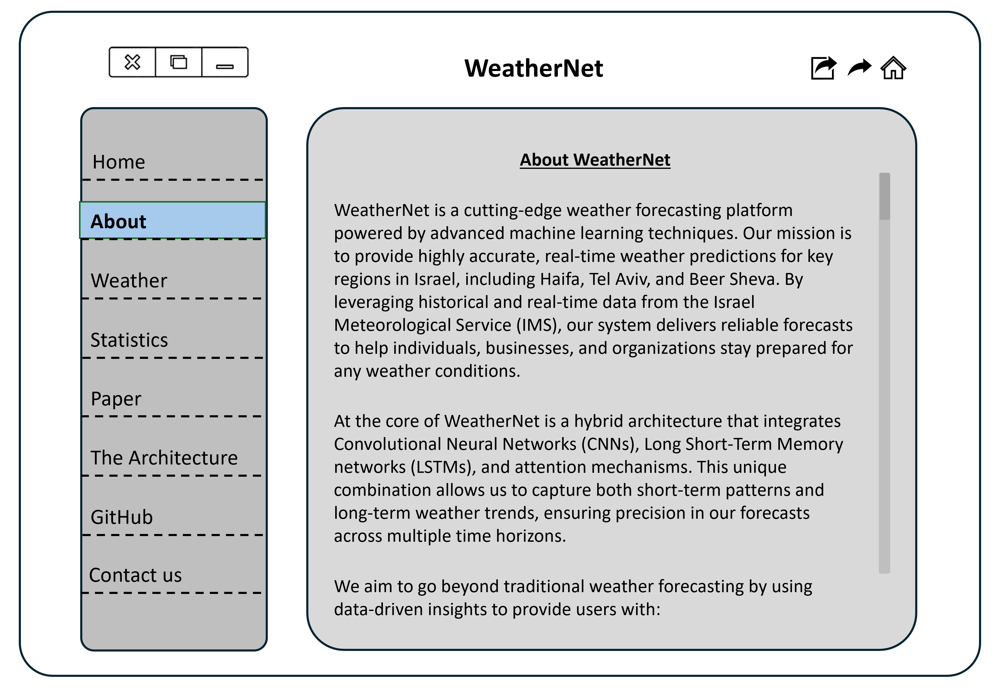 WeatherNet
Home
About
Weather
Statistics
Paper
The Architecture
GitHub
Contact us
About WeatherNet
WeatherNet is a cutting-edge weather forecasting platform
powered by advanced machine learning techniques. Our mission is
to provide highly accurate, real-time weather predictions for key
regions in Israel, including Haifa, Tel Aviv, and Beer Sheva. By
leveraging historical and real-time data from the Israel
Meteorological Service (IMS), our system delivers reliable forecasts
to help individuals, businesses, and organizations stay prepared for
any weather conditions.
At the core of WeatherNet is a hybrid architecture that integrates
Convolutional Neural Networks (CNNs), Long Short-Term Memory
networks (LSTMs), and attention mechanisms. This unique
combination allows us to capture both short-term patterns and
long-term weather trends, ensuring precision in our forecasts
across multiple time horizons.
We aim to go beyond traditional weather forecasting by using
data-driven insights to provide users with: